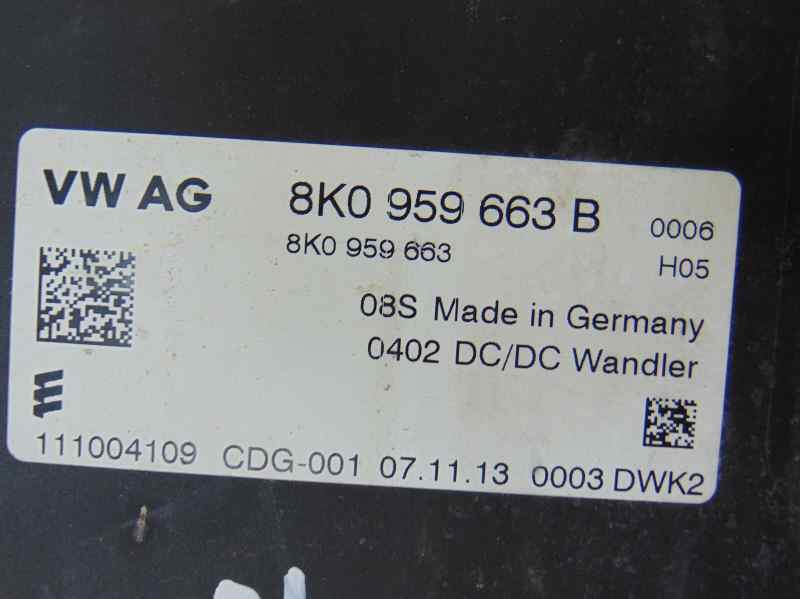 VW AG 8K0 959 663 B 0006
8K0 959 663 H05
08S Made in Germany
0402 DC/DC Wandler
111004109 CDG-001 07.11.13 0003 DWK2